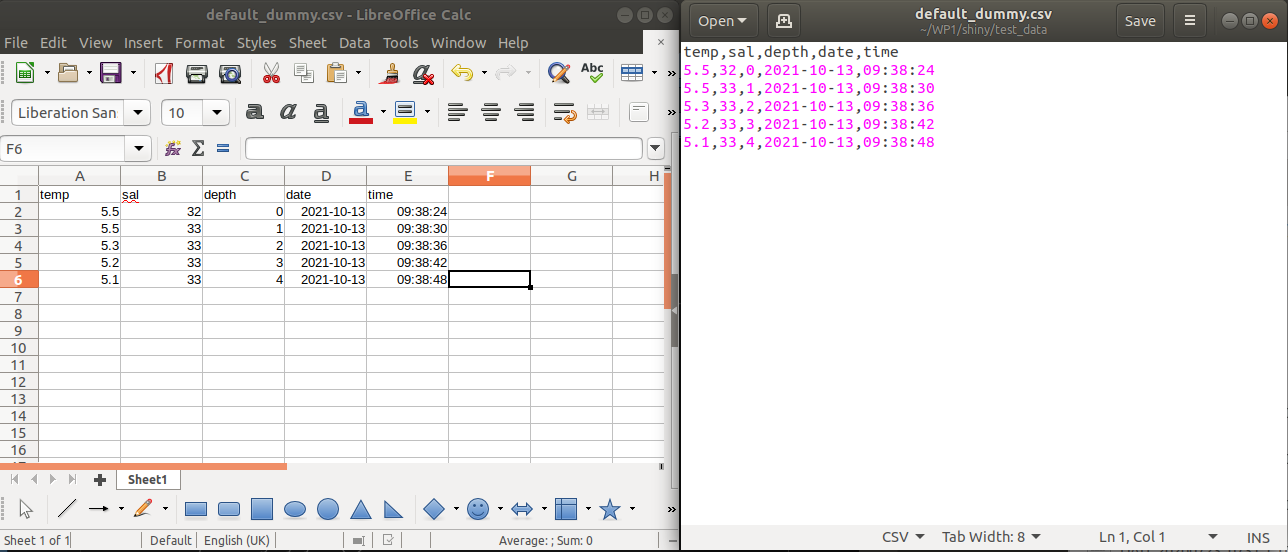 default_dummy.csv - LibreOffice Calc
File Edit View Insert Format Styles Sheet Data Tools Window Help
Abc
Liberation San 10 a a a a
F6
A B C D E F G H
1 temp sal depth date time
2 5.5 32 0 2021-10-13 09:38:24
3 5.5 33 1 2021-10-13 09:38:30
4 5.3 33 2 2021-10-13 09:38:36
5 5.2 33 3 2021-10-13 09:38:42
6 5.1 33 4 2021-10-13 09:38:48
7
8
9
10
11
12
13
14
15
16
Sheet1
Sheet 1 of 1 Default English (UK) Average: ; Sum: 0
Open default_dummy.csv Save
~/WP1/shiny/test_data
temp,sal,depth,date,time
5.5,32,0,2021-10-13,09:38:24
5.5,33,1,2021-10-13,09:38:30
5.3,33,2,2021-10-13,09:38:36
5.2,33,3,2021-10-13,09:38:42
5.1,33,4,2021-10-13,09:38:48
CSV Tab Width: 8 Ln 1, Col 1 INS